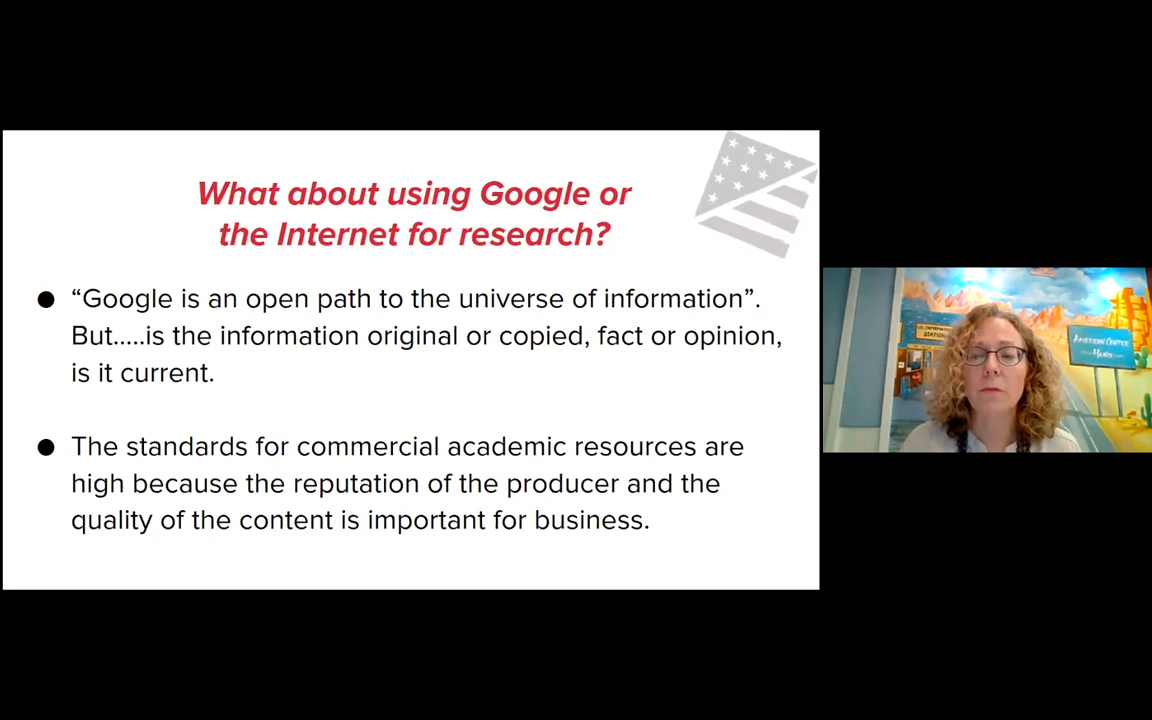 What about using Google or
the Internet for research?
● “Google is an open path to the universe of information”.
But.....is the information original or copied, fact or opinion,
is it current.
● The standards for commercial academic resources are
high because the reputation of the producer and the
quality of the content is important for business.
AMERICAN CENTER
Hanoi
STATION